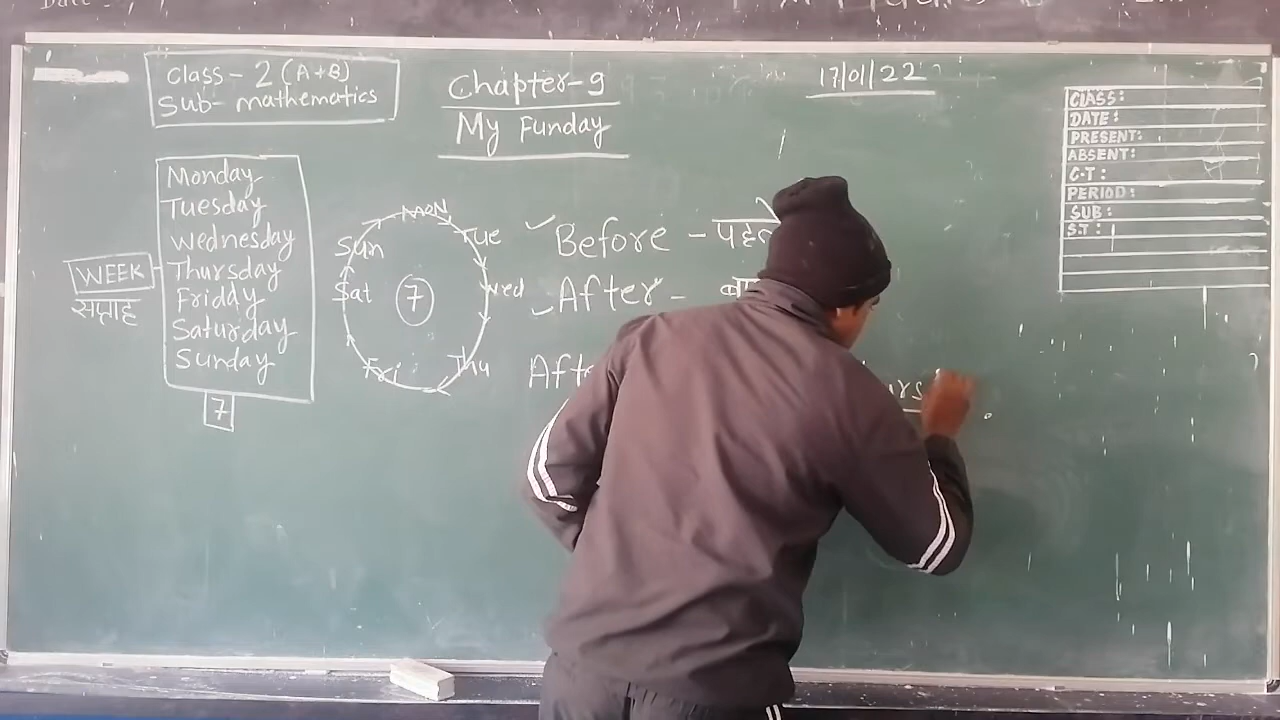 Class - 2 (A+B)
Sub- mathematics
Chapter-9
My Funday
17/01/22
CLASS:
DATE:
PRESENT:
ABSENT:
C.T:
PERIOD:
SUB:
S.T:
WEEK
सप्ताह
Monday
Tuesday
Wednesday
Thursday
Friday
Saturday
Sunday
7
MON
Tue
Wed
Thu
Fri
Sat
Sun
7
Before -
After -